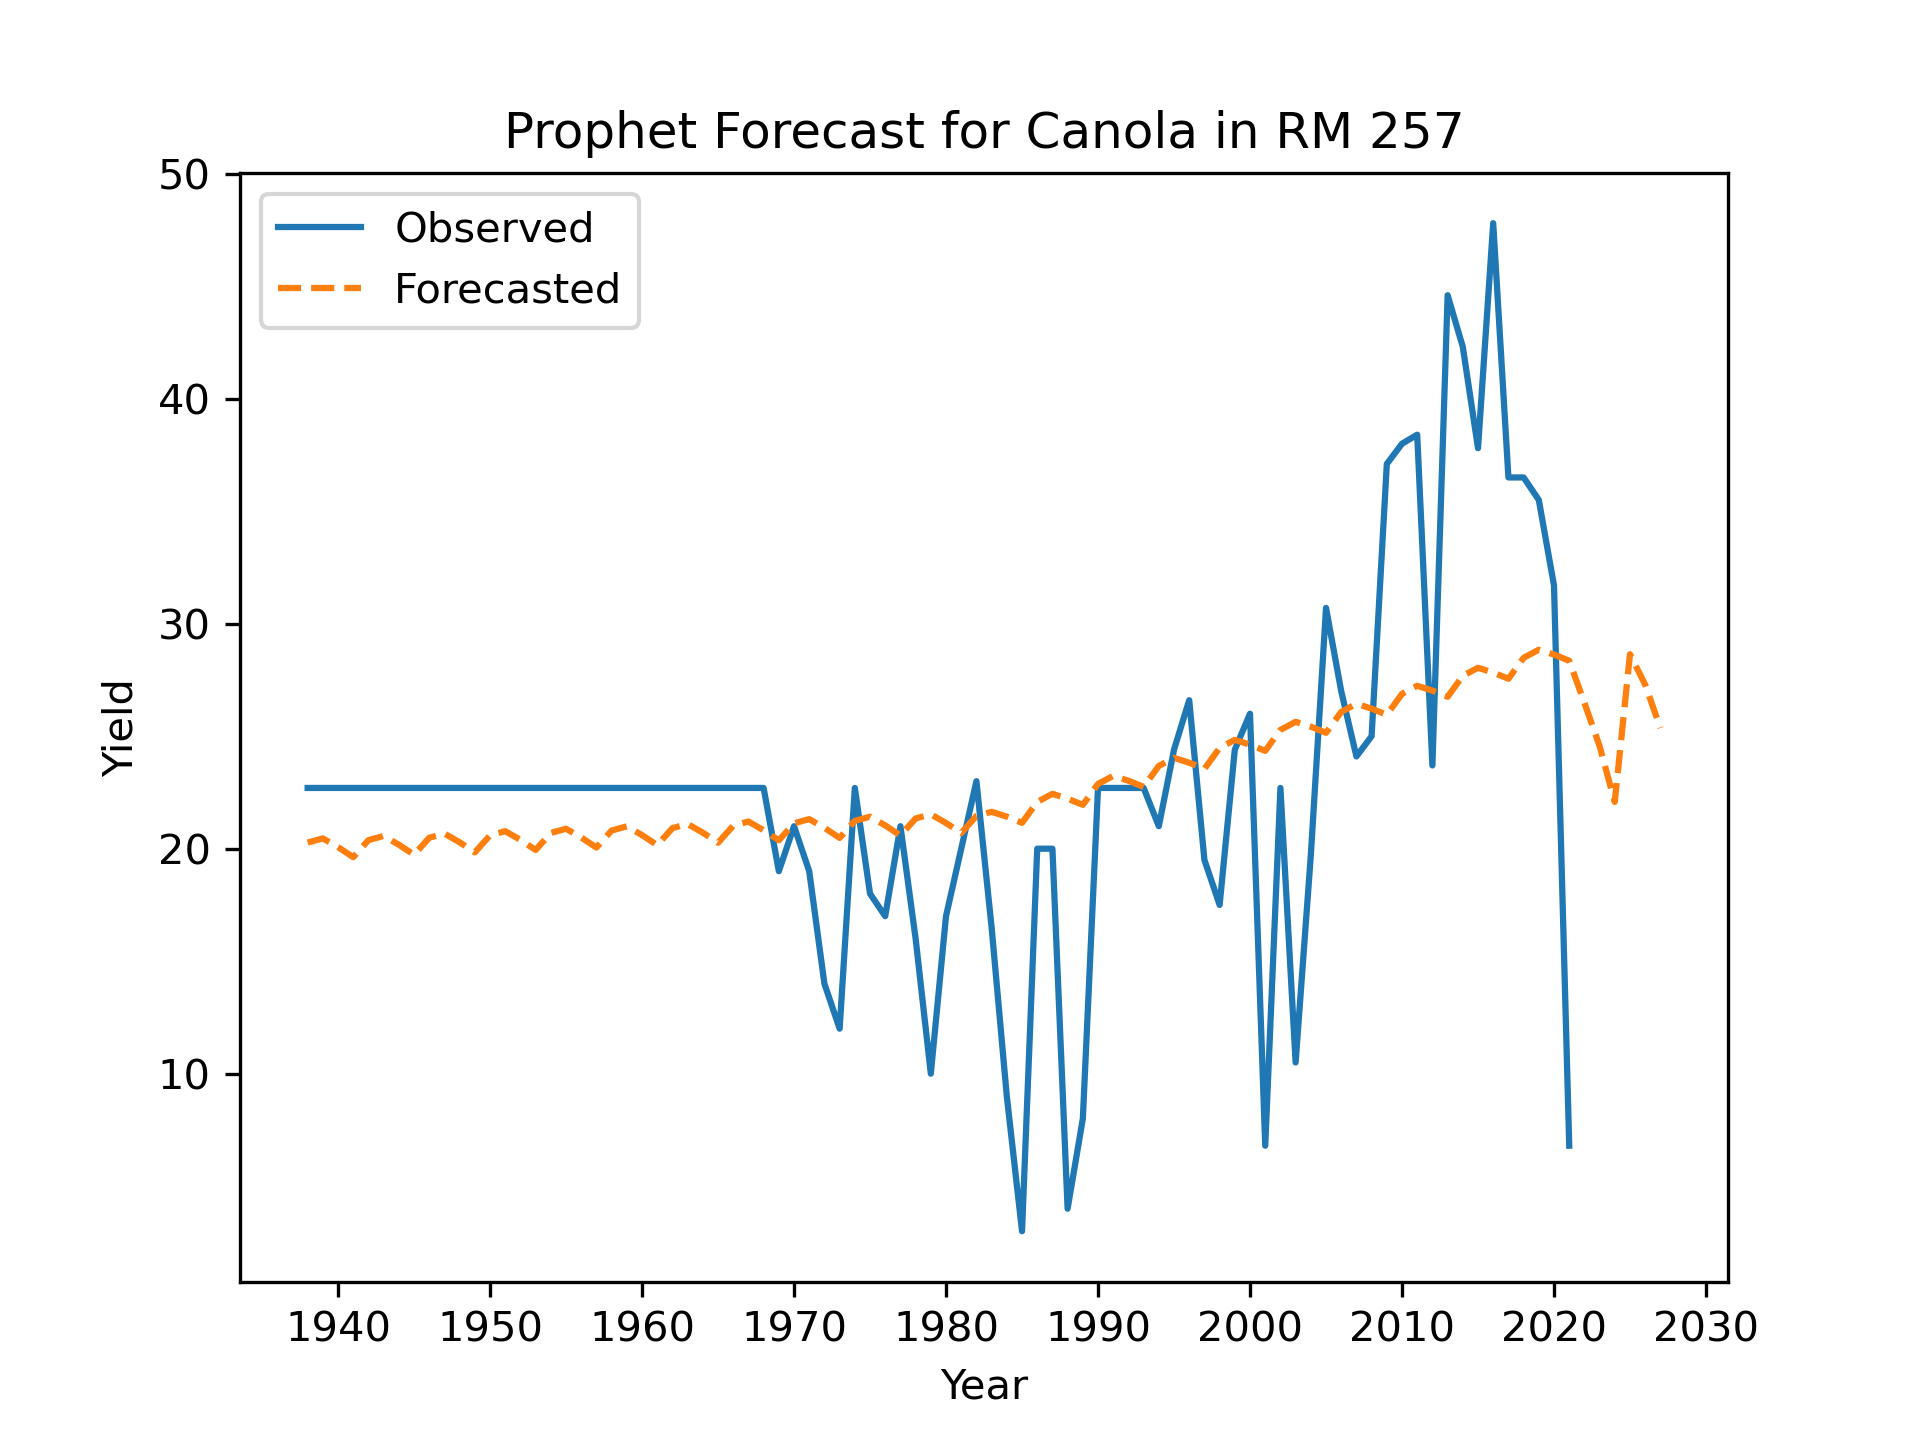 Prophet Forecast for Canola in RM 257
Observed
Forecasted
50
40
30
20
10
Yield
1940 1950 1960 1970 1980 1990 2000 2010 2020 2030
Year